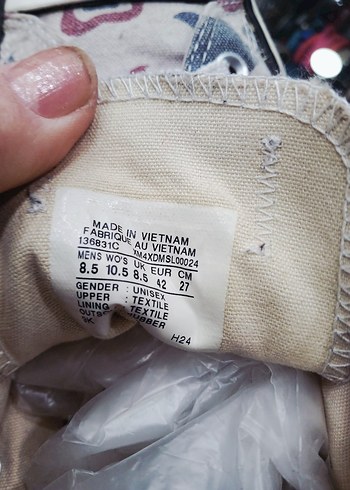 MADE IN VIETNAM
FABRIQUE AU VIETNAM
136831C XM4XDMSL00024
MENS WO'S UK EUR CM
8.5 10.5 8.5 42 27
GENDER : UNISEX
UPPER : TEXTILE
LINING : TEXTILE
RUBBER
H24